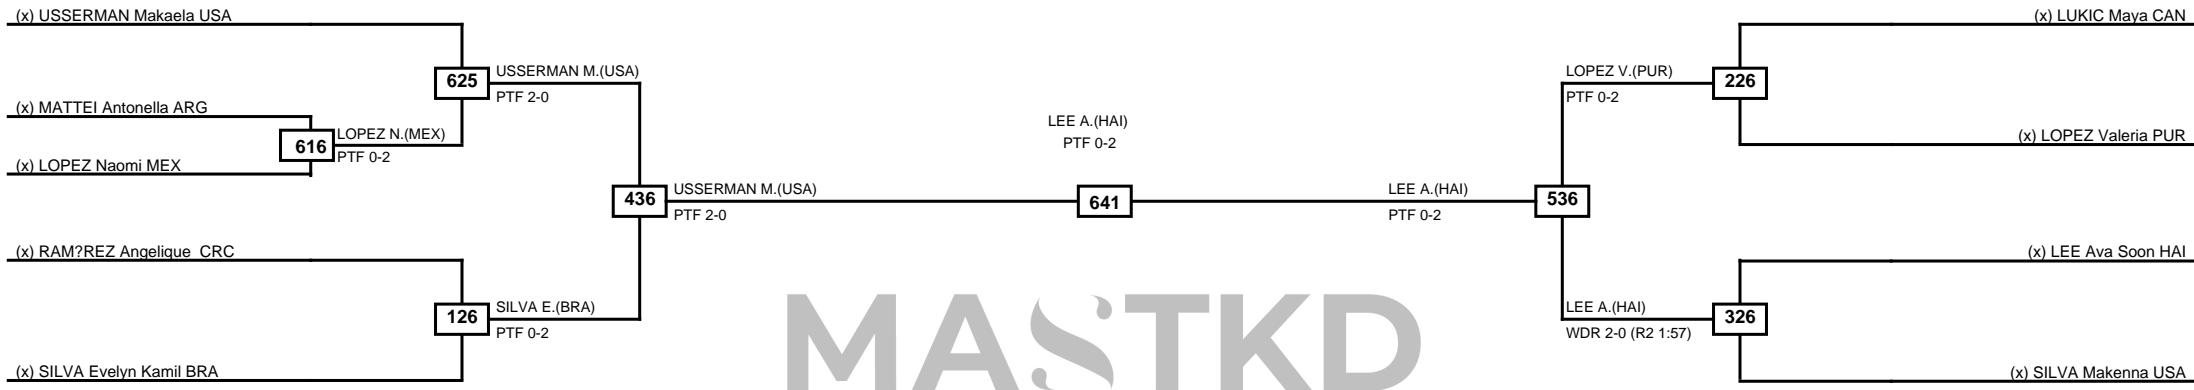 (x) USSERMAN Makaela USA
(x) MATTEI Antonella ARG
(x) LOPEZ Naomi MEX
(x) RAM?REZ Angelique  CRC
(x) SILVA Evelyn Kamil BRA
616
LOPEZ N.(MEX)
PTF 0-2
625
USSERMAN M.(USA)
PTF 2-0
126
SILVA E.(BRA)
PTF 0-2
436
USSERMAN M.(USA)
PTF 2-0
LEE A.(HAI)
PTF 0-2
641
LEE A.(HAI)
PTF 0-2
536
LOPEZ V.(PUR)
PTF 0-2
226
LEE A.(HAI)
WDR 2-0 (R2 1:57)
326
(x) LUKIC Maya CAN
(x) LOPEZ Valeria PUR
(x) LEE Ava Soon HAI
(x) SILVA Makenna USA
MASTKD